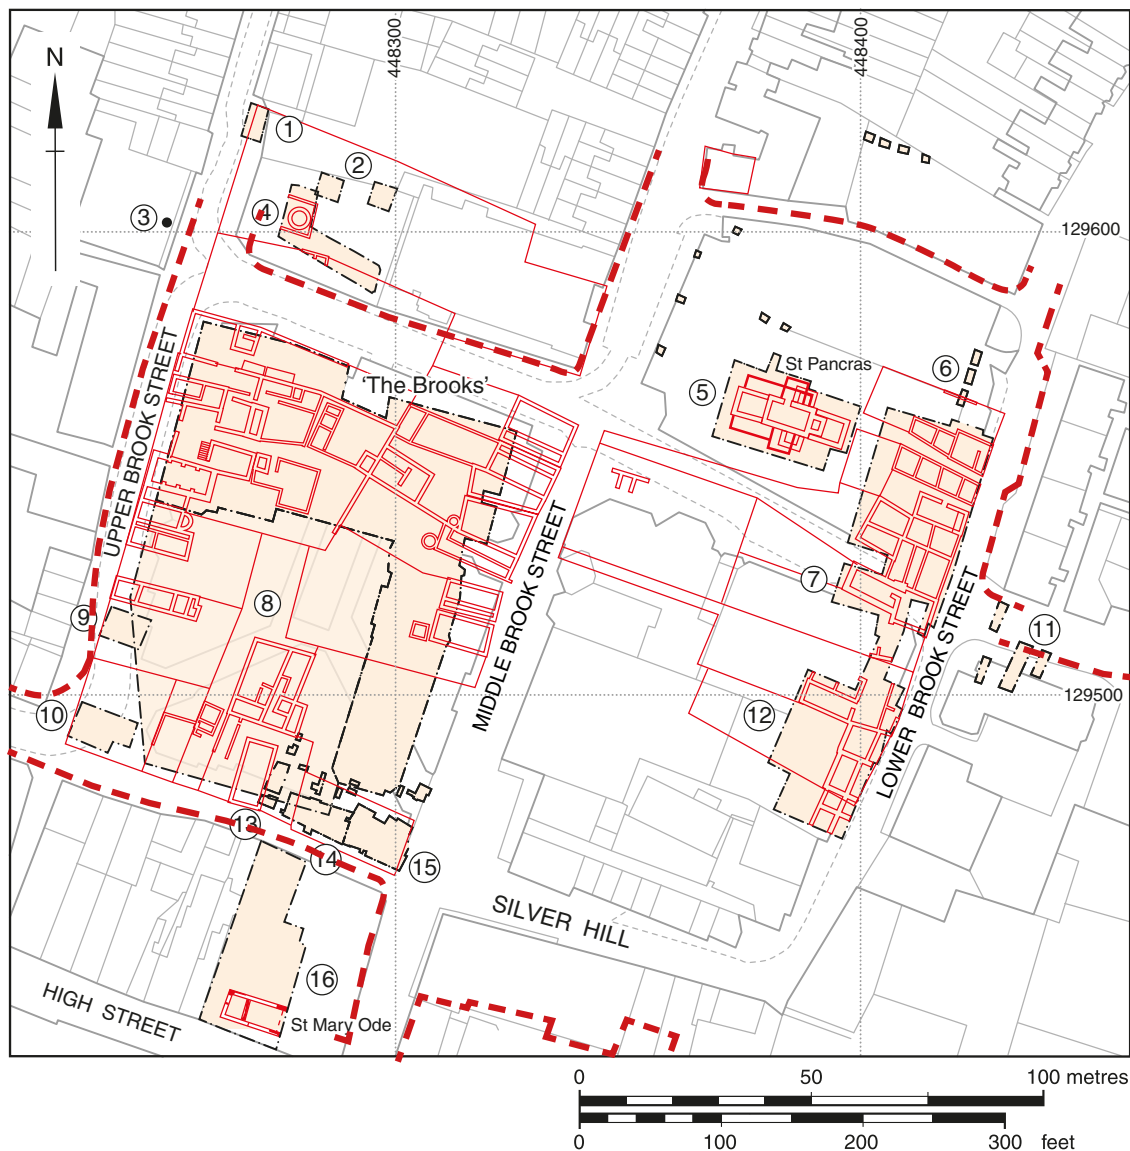 448300
448400
N
1
2
3
4
129600
UPPER BROOK STREET
'The Brooks'
St Pancras
5
6
MIDDLE BROOK STREET
7
8
9
LOWER BROOK STREET
11
10
12
129500
13
14
15
SILVER HILL
16
HIGH STREET
St Mary Ode
0 50 100 metres
0 100 200 300 feet